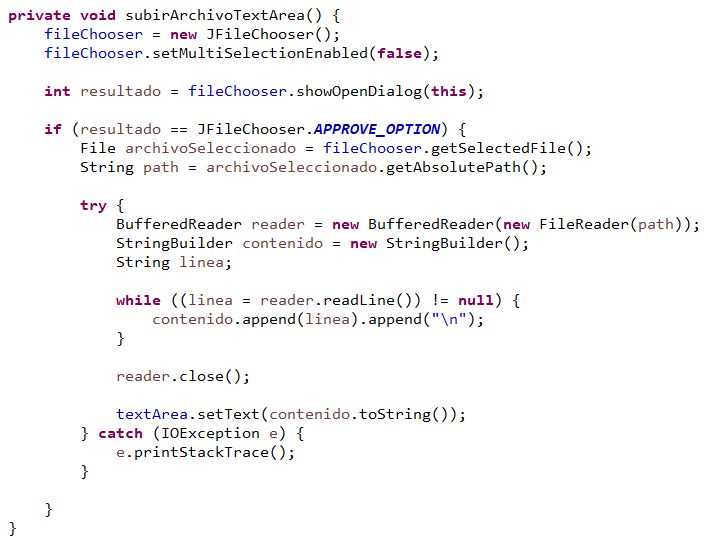 private void subirArchivoTextArea() {
    fileChooser = new JFileChooser();
    fileChooser.setMultiSelectionEnabled(false);

    int resultado = fileChooser.showOpenDialog(this);

    if (resultado == JFileChooser.APPROVE_OPTION) {
        File archivoSeleccionado = fileChooser.getSelectedFile();
        String path = archivoSeleccionado.getAbsolutePath();

        try {
            BufferedReader reader = new BufferedReader(new FileReader(path));
            StringBuilder contenido = new StringBuilder();
            String linea;

            while ((linea = reader.readLine()) != null) {
                contenido.append(linea).append("\n");
            }

            reader.close();

            textArea.setText(contenido.toString());
        } catch (IOException e) {
            e.printStackTrace();
        }

    }
}